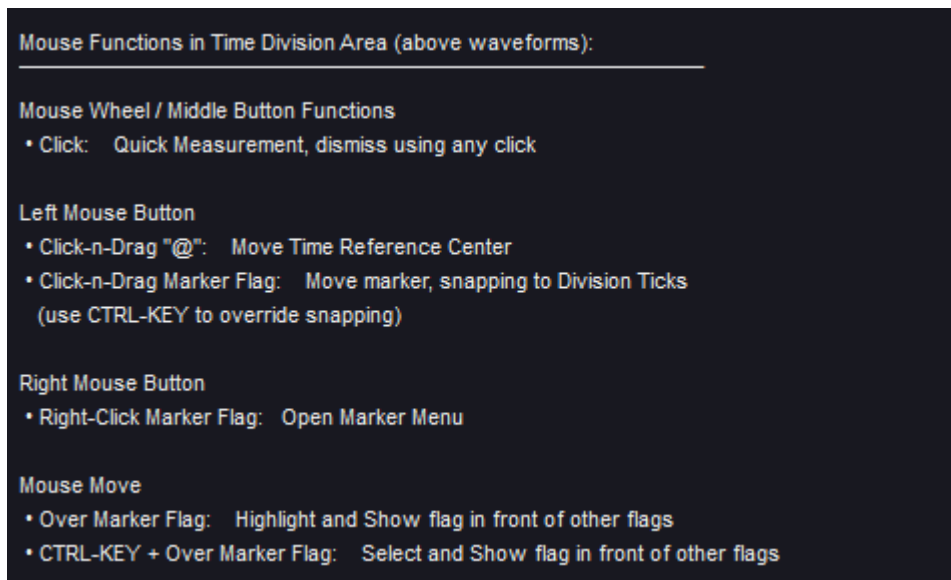 Mouse Functions in Time Division Area (above waveforms):
Mouse Wheel / Middle Button Functions
• Click: Quick Measurement, dismiss using any click
Left Mouse Button
• Click-n-Drag "@": Move Time Reference Center
• Click-n-Drag Marker Flag: Move marker, snapping to Division Ticks
(use CTRL-KEY to override snapping)
Right Mouse Button
• Right-Click Marker Flag: Open Marker Menu
Mouse Move
• Over Marker Flag: Highlight and Show flag in front of other flags
• CTRL-KEY + Over Marker Flag: Select and Show flag in front of other flags